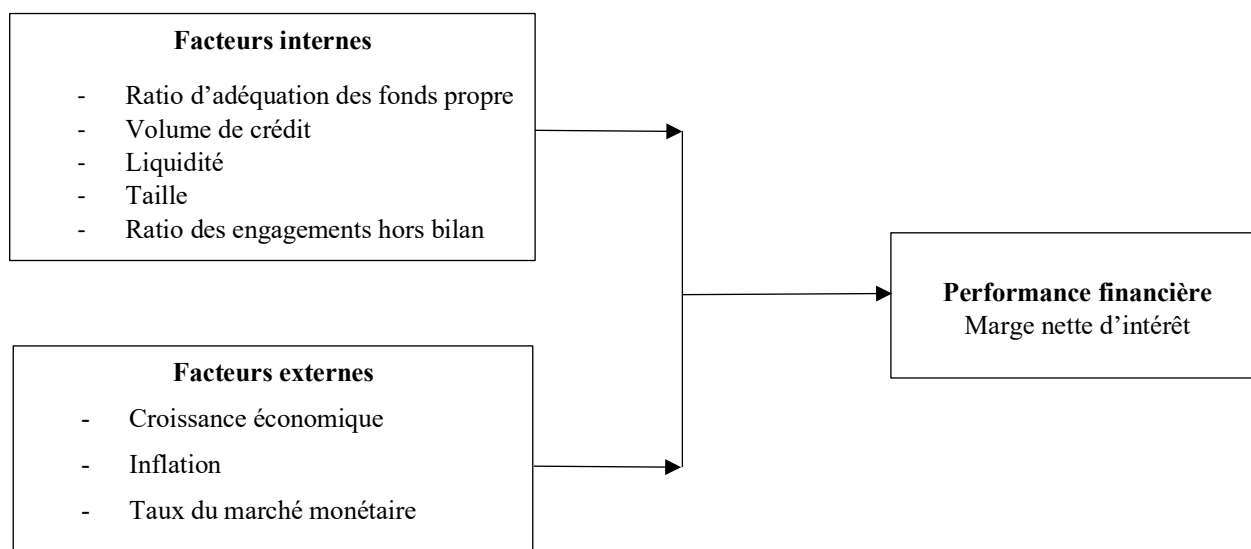 Facteurs internes
- Ratio d’adéquation des fonds propre
- Volume de crédit
- Liquidité
- Taille
- Ratio des engagements hors bilan
Performance financière
Marge nette d’intérêt
Facteurs externes
- Croissance économique
- Inflation
- Taux du marché monétaire